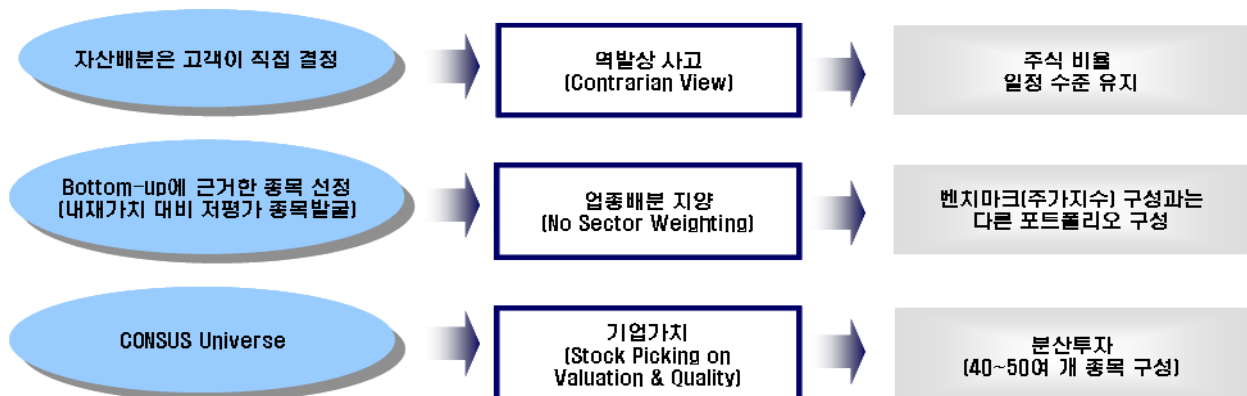 자산배분은 고객이 직접 결정
역발상 사고
(Contrarian View)
주식 비율
일정 수준 유지
Bottom-up에 근거한 종목 선정
(내재가치 대비 저평가 종목발굴)
업종배분 지양
(No Sector Weighting)
벤치마크(주가지수) 구성과는
다른 포트폴리오 구성
CONSUS Universe
기업가치
(Stock Picking on
Valuation & Quality)
분산투자
(40~50여 개 종목 구성)